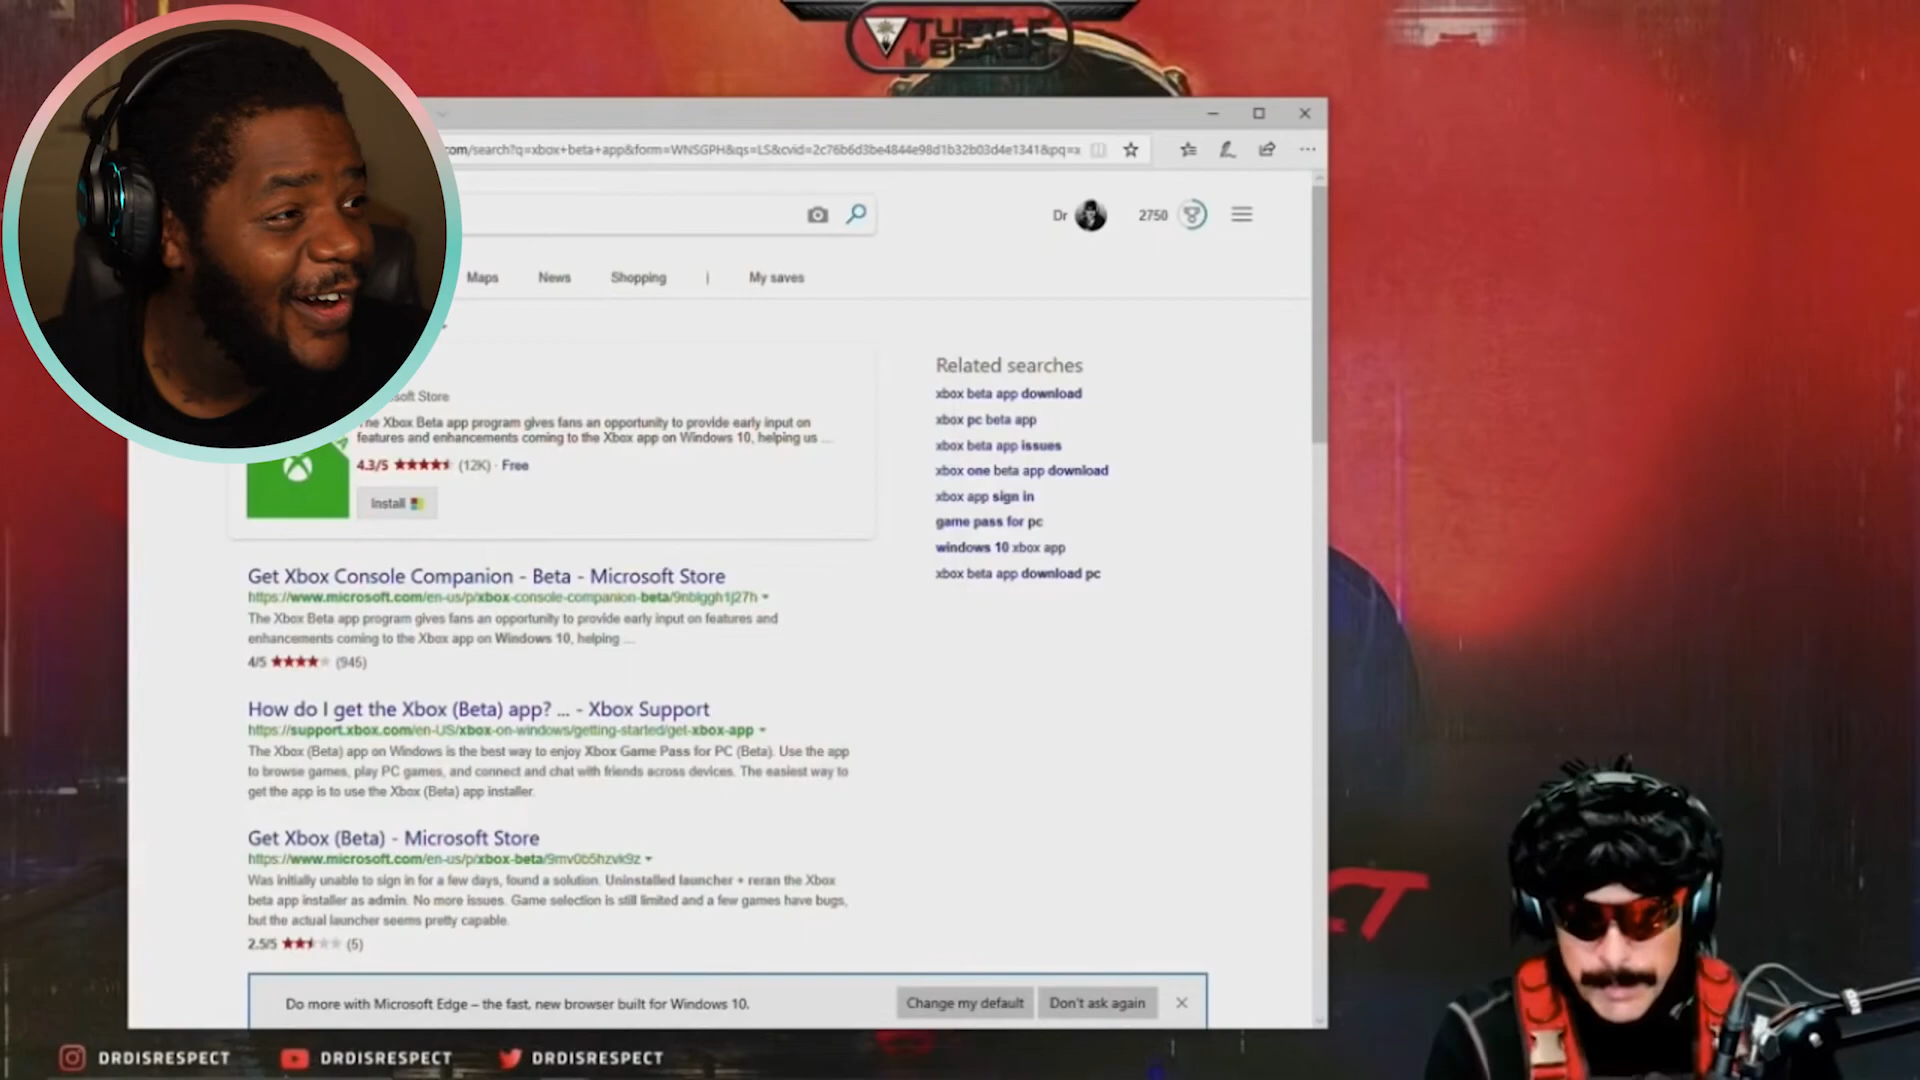 TURTLE
BEACH
com/search?q=xbox+beta+app&form=WNSGPH&qs=LS&cvid=2c76b6d3be4844e98d1b32b03d4e1341&pq=x
Dr
2750
Maps
News
Shopping
|
My saves
soft Store
The Xbox Beta app program gives fans an opportunity to provide early input on
features and enhancements coming to the Xbox app on Windows 10, helping us ...
4.3/5 (12K) · Free
Install
Get Xbox Console Companion - Beta - Microsoft Store
https://www.microsoft.com/en-us/p/xbox-console-companion-beta/9nblggh1j27h
The Xbox Beta app program gives fans an opportunity to provide early input on features and
enhancements coming to the Xbox app on Windows 10, helping ...
4/5 (945)
How do I get the Xbox (Beta) app? ... - Xbox Support
https://support.xbox.com/en-US/xbox-on-windows/getting-started/get-xbox-app
The Xbox (Beta) app on Windows is the best way to enjoy Xbox Game Pass for PC (Beta). Use the app
to browse games, play PC games, and connect and chat with friends across devices. The easiest way to
get the app is to use the Xbox (Beta) app installer.
Get Xbox (Beta) - Microsoft Store
https://www.microsoft.com/en-us/p/xbox-beta/9mv0b5hzvk9z
Was initially unable to sign in for a few days, found a solution. Uninstalled launcher + reran the Xbox
beta app installer as admin. No more issues. Game selection is still limited and a few games have bugs,
but the actual launcher seems pretty capable.
2.5/5 (5)
Related searches
xbox beta app download
xbox pc beta app
xbox beta app issues
xbox one beta app download
xbox app sign in
game pass for pc
windows 10 xbox app
xbox beta app download pc
Do more with Microsoft Edge – the fast, new browser built for Windows 10.
Change my default
Don't ask again
CT
DRDISRESPECT
DRDISRESPECT
DRDISRESPECT